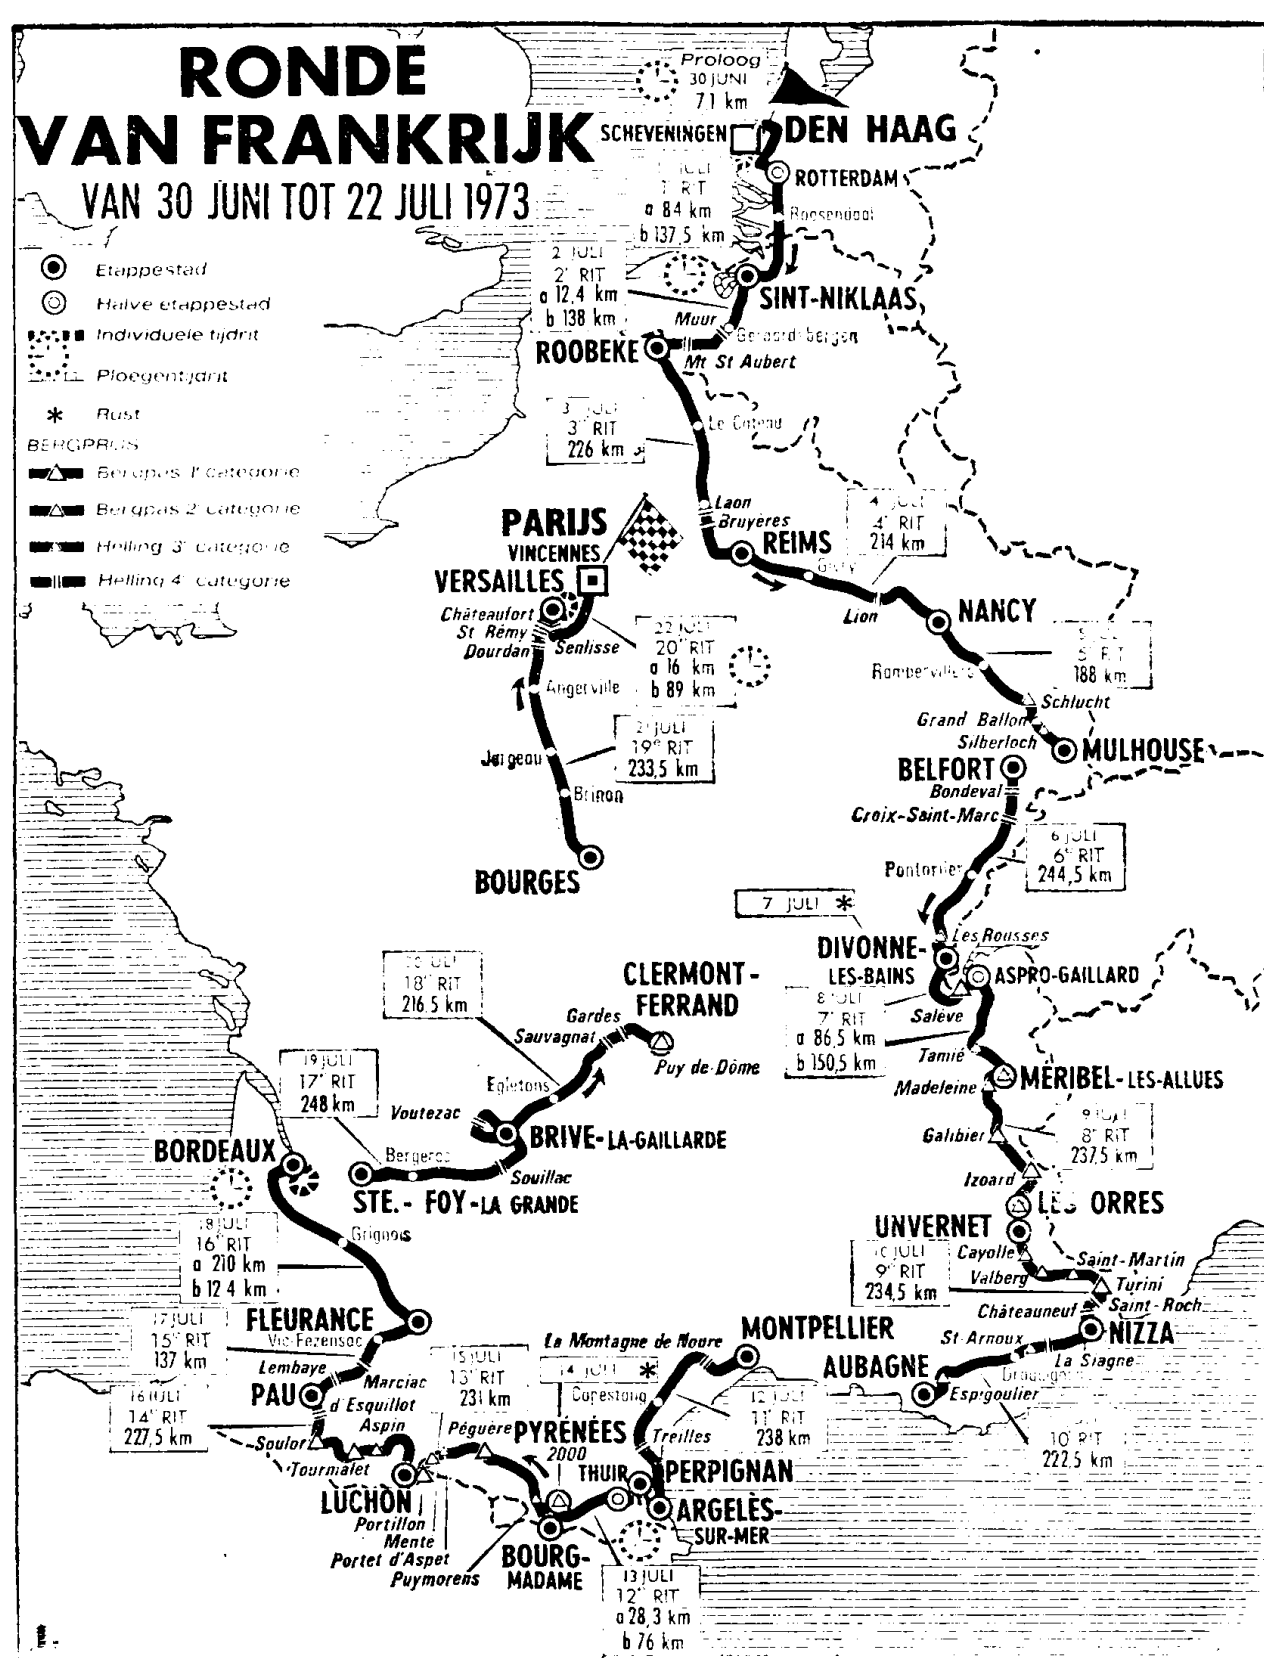 RONDE
VAN FRANKRIJK
VAN 30 JUNI TOT 22 JULI 1973
Etappestad
Halve etappestad
Individuele tijdrit
Ploegentijdrit
Rust
BERGPRIJS
Bergpas 1e categorie
Bergpas 2e categorie
Helling 3e categorie
Helling 4e categorie
Proloog
30 JUNI
7,1 km
SCHEVENINGEN
DEN HAAG
ROTTERDAM
Roosendaal
JULI
1e RIT
a 84 km
b 137,5 km
2 JULI
2e RIT
a 12,4 km
b 138 km
SINT-NIKLAAS
Muur
Geraardsbergen
ROOBEKE
Mt St Aubert
3 JULI
3e RIT
226 km
Le Cateau
Laon
Bruyères
REIMS
4 JULI
4e RIT
214 km
Givry
Lion
NANCY
5e RIT
188 km
Rambervillers
Schlucht
Grand Ballon
Silberloch
MULHOUSE
PARIJS
VINCENNES
VERSAILLES
Châteaufort
St Rémy
Dourdan
Senlisse
22 JULI
20e RIT
a 16 km
b 89 km
Angerville
21 JULI
19e RIT
233,5 km
Jargeau
Brinon
BOURGES
BELFORT
Bondeval
Croix-Saint-Marc
6 JULI
6e RIT
244,5 km
Pontarlier
7 JULI *
Les Rousses
DIVONNE-
LES-BAINS
ASPRO-GAILLARD
Salève
8 JULI
7e RIT
a 86,5 km
b 150,5 km
Tamié
MÉRIBEL-LES-ALLUES
Madeleine
9 JULI
8e RIT
237,5 km
Galibier
Izoard
LES ORRES
UNVERNET
JULI
9e RIT
234,5 km
Cayolle
Valberg
Saint-Martin
Turini
Saint-Roch
Châteauneuf
NIZZA
St Arnoux
La Siagne
Draguignan
AUBAGNE
Espigoulier
10e RIT
222,5 km
20 JULI
18e RIT
216,5 km
CLERMONT-
FERRAND
Gardes
Sauvagnat
Puy de Dôme
Egletons
19 JULI
17e RIT
248 km
Voutezac
BRIVE-LA-GAILLARDE
Bergerac
Souillac
STE.-FOY-LA GRANDE
BORDEAUX
18 JULI
16e RIT
a 210 km
b 12,4 km
Grignols
FLEURANCE
Vic-Fezensac
17 JULI
15e RIT
137 km
Lembaye
Marciac
PAU
16 JULI
14e RIT
227,5 km
d'Esquillot
Aspin
Soulor
Tourmalet
LUCHON
Portillon
Mente
Portet d'Aspet
Puymorens
15 JULI
13e RIT
231 km
Péguère
PYRÉNÉES
2000
14 JULI *
La Montagne de Noure
MONTPELLIER
Capestang
12 JULI
11e RIT
238 km
Treilles
THUIR
PERPIGNAN
ARGELÈS-
SUR-MER
BOURG-
MADAME
13 JULI
12e RIT
a 28,3 km
b 76 km